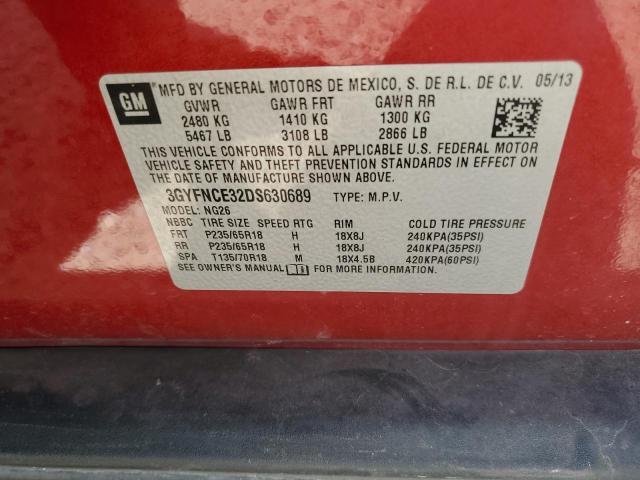 GM
MFD BY GENERAL MOTORS DE MEXICO, S. DE R.L. DE C.V. 05/13
GVWR GAWR FRT GAWR RR
2480 KG 1410 KG 1300 KG
5467 LB 3108 LB 2866 LB
THIS VEHICLE CONFORMS TO ALL APPLICABLE U.S. FEDERAL MOTOR
VEHICLE SAFETY AND THEFT PREVENTION STANDARDS IN EFFECT ON
THE DATE OF MANUFACTURE SHOWN ABOVE.
3GYFNCE32DS630689 TYPE: M.P.V.
MODEL: NG26
NBBC TIRE SIZE SPEED RTG RIM COLD TIRE PRESSURE
FRT P235/65R18 H 18X8J 240KPA(35PSI)
RR P235/65R18 H 18X8J 240KPA(35PSI)
SPA T135/70R18 M 18X4.5B 420KPA(60PSI)
SEE OWNER'S MANUAL FOR MORE INFORMATION.